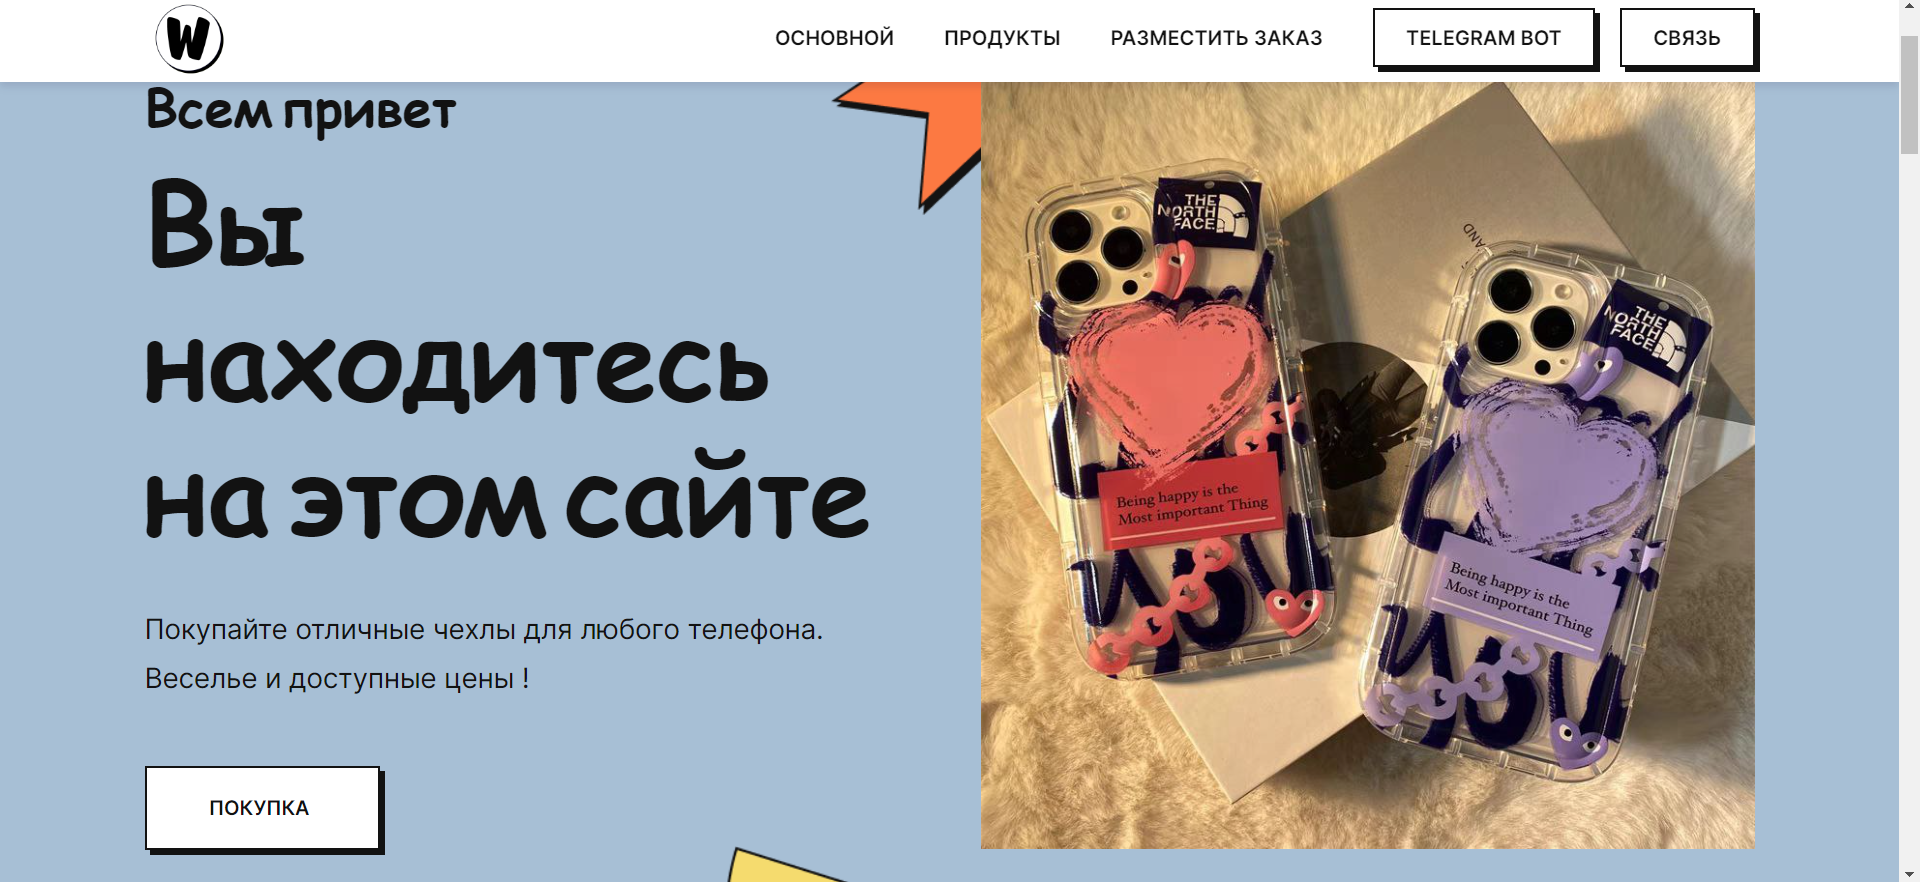 W
ОСНОВНОЙ ПРОДУКТЫ РАЗМЕСТИТЬ ЗАКАЗ TELEGRAM BOT СВЯЗЬ
Всем привет
Вы
находитесь
на этом сайте
Покупайте отличные чехлы для любого телефона.
Веселье и доступные цены !
ПОКУПКА
THE
NORTH
FACE
Being happy is the
Most important Thing
THE
NORTH
FACE
Being happy is the
Most important Thing